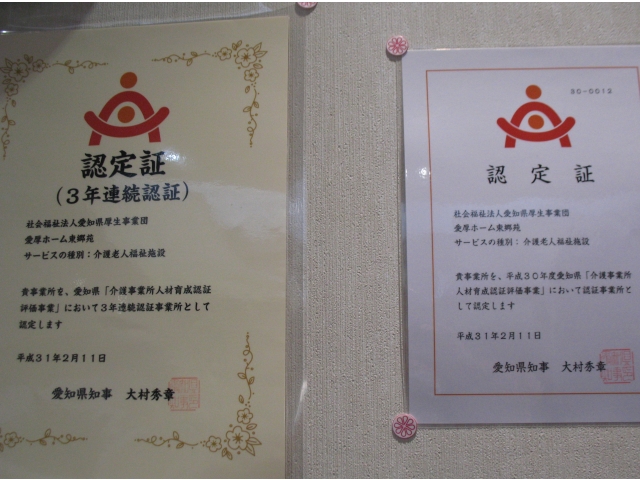 認定証
（３年連続認証）
社会福祉法人愛知県厚生事業団
愛厚ホーム東郷苑
サービスの種別：介護老人福祉施設
貴事業所を、愛知県「介護事業所人材育成認証
評価事業」において３年連続認証事業所として
認定します
平成３１年２月１１日
愛知県知事　大村秀章
30-0012
認定証
社会福祉法人愛知県厚生事業団
愛厚ホーム東郷苑
サービスの種別：介護老人福祉施設
貴事業所を、平成３０年度愛知県「介護事業所
人材育成認証評価事業」において認証事業所と
して認定します
平成３１年２月１１日
愛知県知事　大村秀章